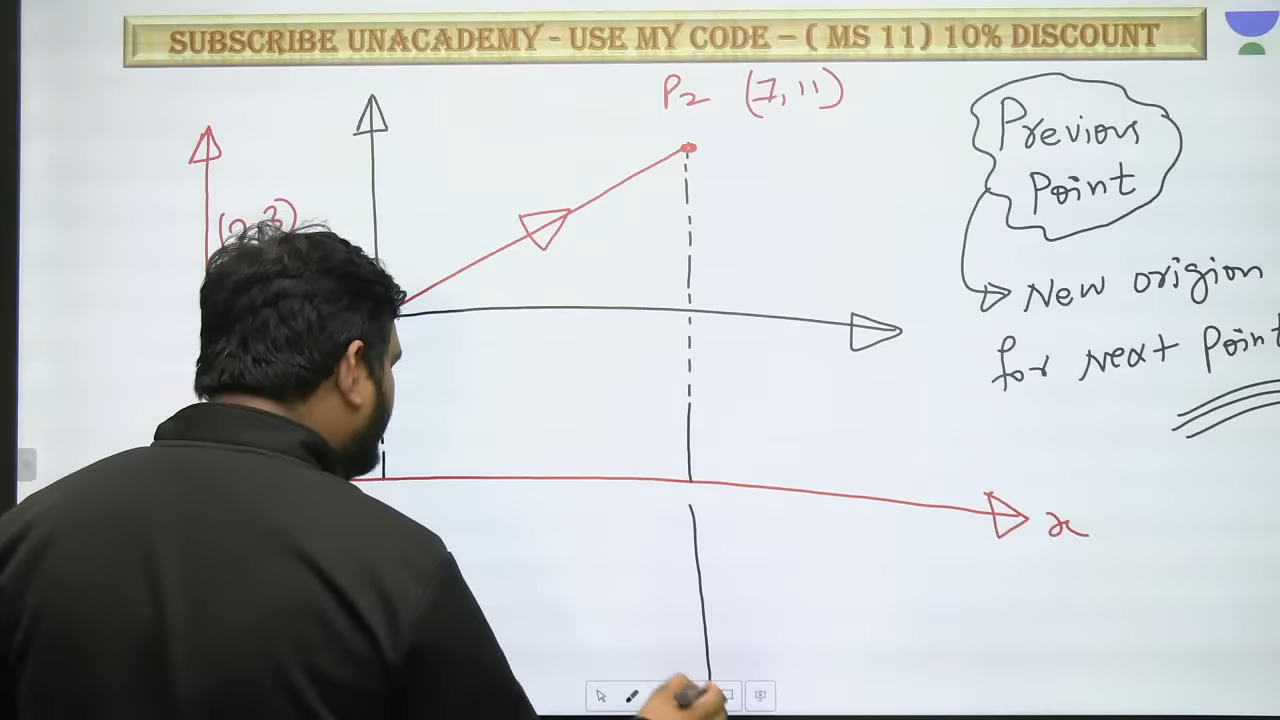 SUBSCRIBE UNACADEMY - USE MY CODE - ( MS 11) 10% DISCOUNT
P2 (7,11)
Previous
Point
New origion
for Next Point
x